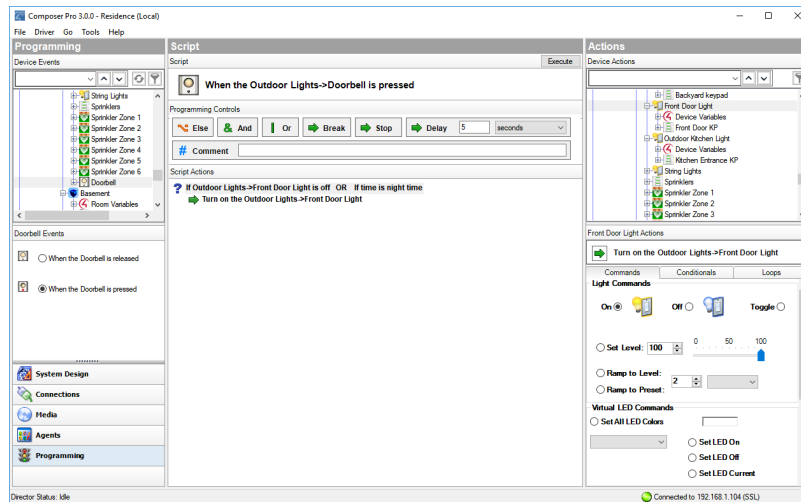 Composer Pro 3.0.0 - Residence (Local)
File Driver Go Tools Help
Programming
Device Events
String Lights
Sprinklers
Sprinkler Zone 1
Sprinkler Zone 2
Sprinkler Zone 3
Sprinkler Zone 4
Sprinkler Zone 5
Sprinkler Zone 6
Doorbell
Basement
Room Variables
Doorbell Events
When the Doorbell is released
When the Doorbell is pressed
System Design
Connections
Media
Agents
Programming
Director Status: Idle
Script
Script Execute
When the Outdoor Lights->Doorbell is pressed
Programming Controls
Else & And Or Break Stop Delay 5 seconds
# Comment
Script Actions
? If Outdoor Lights->Front Door Light is off OR If time is night time
Turn on the Outdoor Lights->Front Door Light
Actions
Device Actions
Backyard keypad
Front Door Light
Device Variables
Front Door KP
Outdoor Kitchen Light
Device Variables
Kitchen Entrance KP
String Lights
Sprinklers
Sprinkler Zone 1
Sprinkler Zone 2
Sprinkler Zone 3
Front Door Light Actions
Turn on the Outdoor Lights->Front Door Light
Commands Conditionals Loops
Light Commands
On Off Toggle
0 50 100
Set Level: 100
Ramp to Level:
2
Ramp to Preset:
Virtual LED Commands
Set All LED Colors
Set LED On
Set LED Off
Set LED Current
Connected to 192.168.1.104 (SSL)